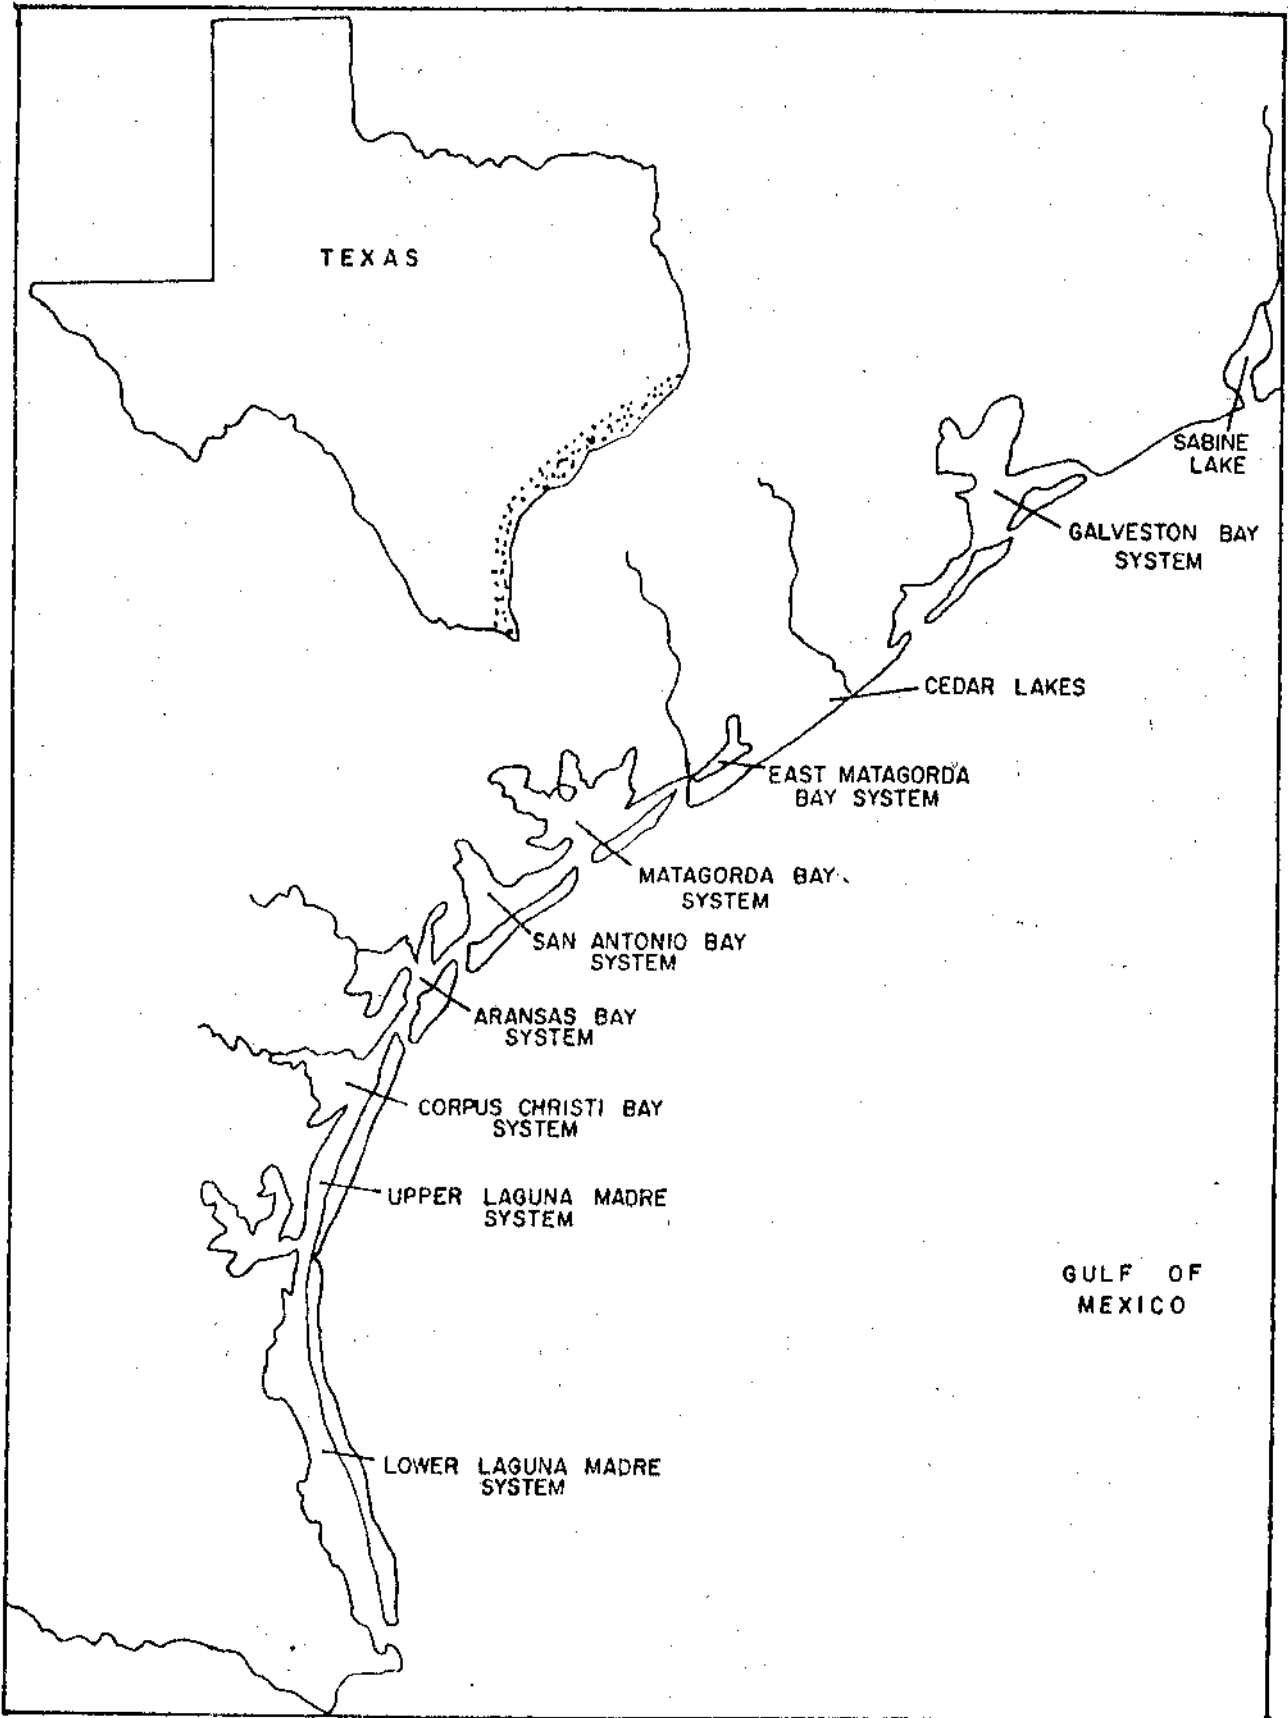 TEXAS
SABINE
LAKE
GALVESTON BAY
SYSTEM
CEDAR LAKES
EAST MATAGORDA
BAY SYSTEM
MATAGORDA BAY
SYSTEM
SAN ANTONIO BAY
SYSTEM
ARANSAS BAY
SYSTEM
CORPUS CHRISTI BAY
SYSTEM
UPPER LAGUNA MADRE
SYSTEM
GULF OF
MEXICO
LOWER LAGUNA MADRE
SYSTEM